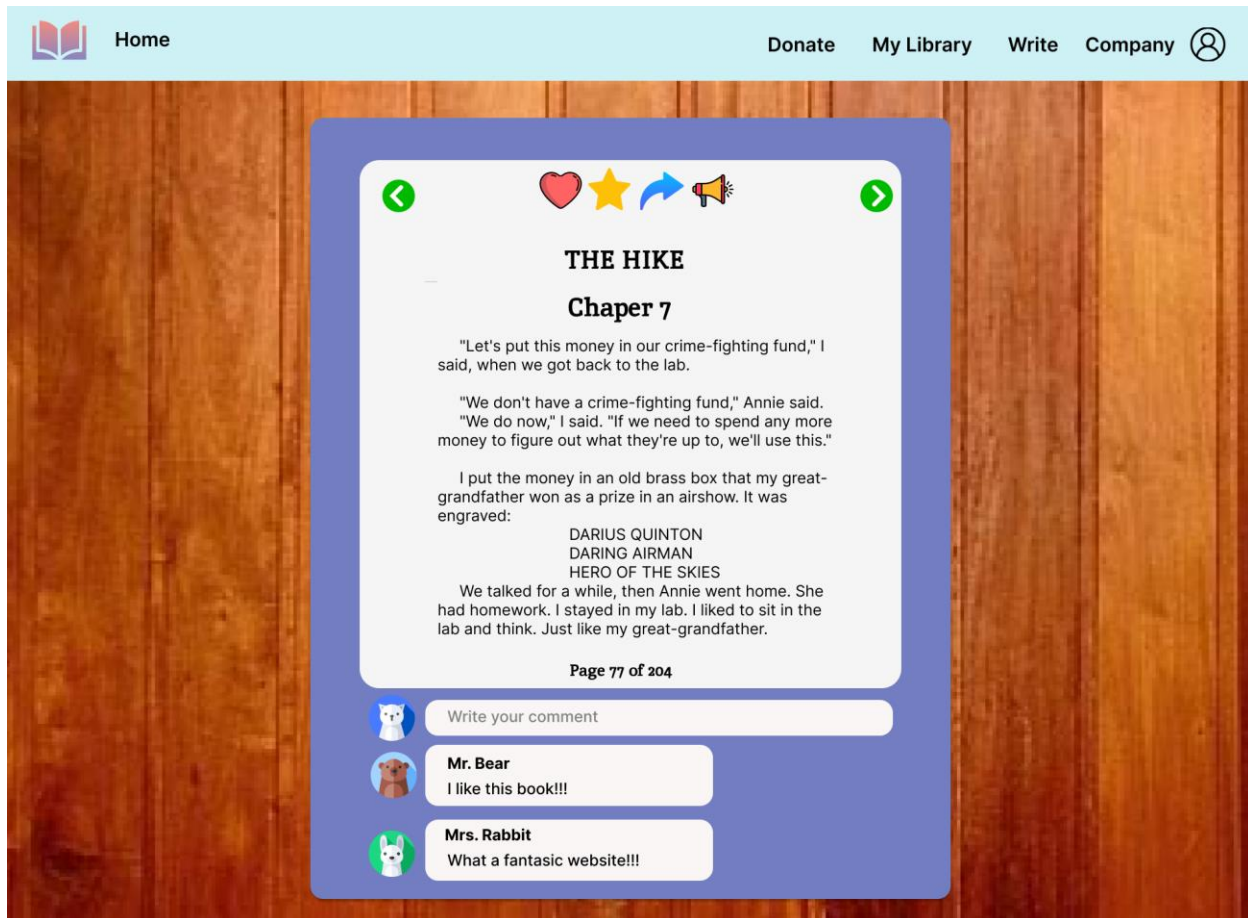 Home
Donate
My Library
Write
Company
THE HIKE
Chaper 7
"Let's put this money in our crime-fighting fund," I
said, when we got back to the lab.
"We don't have a crime-fighting fund," Annie said.
"We do now," I said. "If we need to spend any more
money to figure out what they're up to, we'll use this."
I put the money in an old brass box that my great-
grandfather won as a prize in an airshow. It was
engraved:
DARIUS QUINTON
DARING AIRMAN
HERO OF THE SKIES
We talked for a while, then Annie went home. She
had homework. I stayed in my lab. I liked to sit in the
lab and think. Just like my great-grandfather.
Page 77 of 204
Write your comment
Mr. Bear
I like this book!!!
Mrs. Rabbit
What a fantasic website!!!